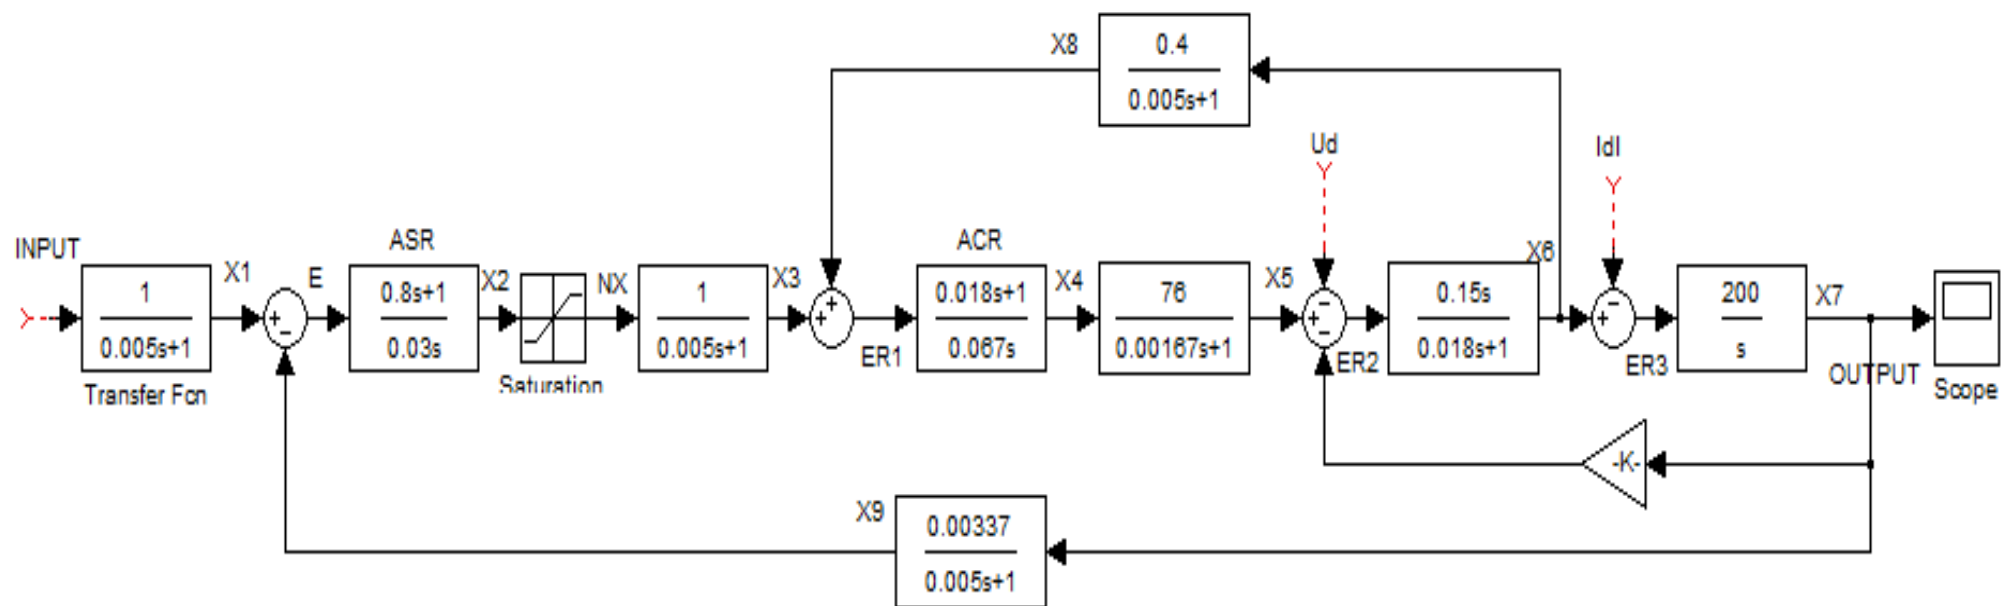 X8
0.4
0.005s+1
Ud
Idl
INPUT
1
0.005s+1
Transfer Fcn
X1
+
−
E
ASR
0.8s+1
0.03s
X2
Saturation
NX
1
0.005s+1
X3
+
+
ER1
ACR
0.018s+1
0.067s
X4
76
0.00167s+1
X5
−
+
−
ER2
0.15s
0.018s+1
X6
−
+
ER3
200
s
X7
OUTPUT
Scope
-K-
X9
0.00337
0.005s+1